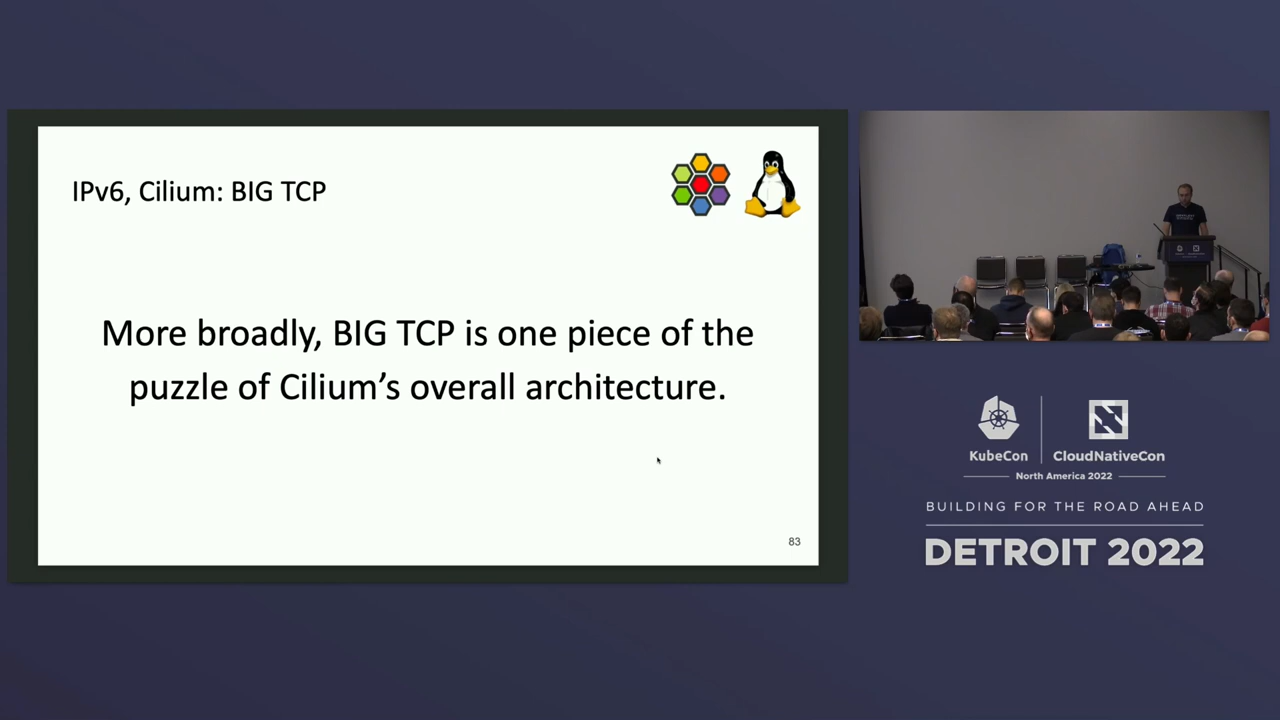 IPv6, Cilium: BIG TCP
More broadly, BIG TCP is one piece of the
puzzle of Cilium’s overall architecture.
83
KubeCon
CloudNativeCon
North America 2022
BUILDING FOR THE ROAD AHEAD
DETROIT 2022